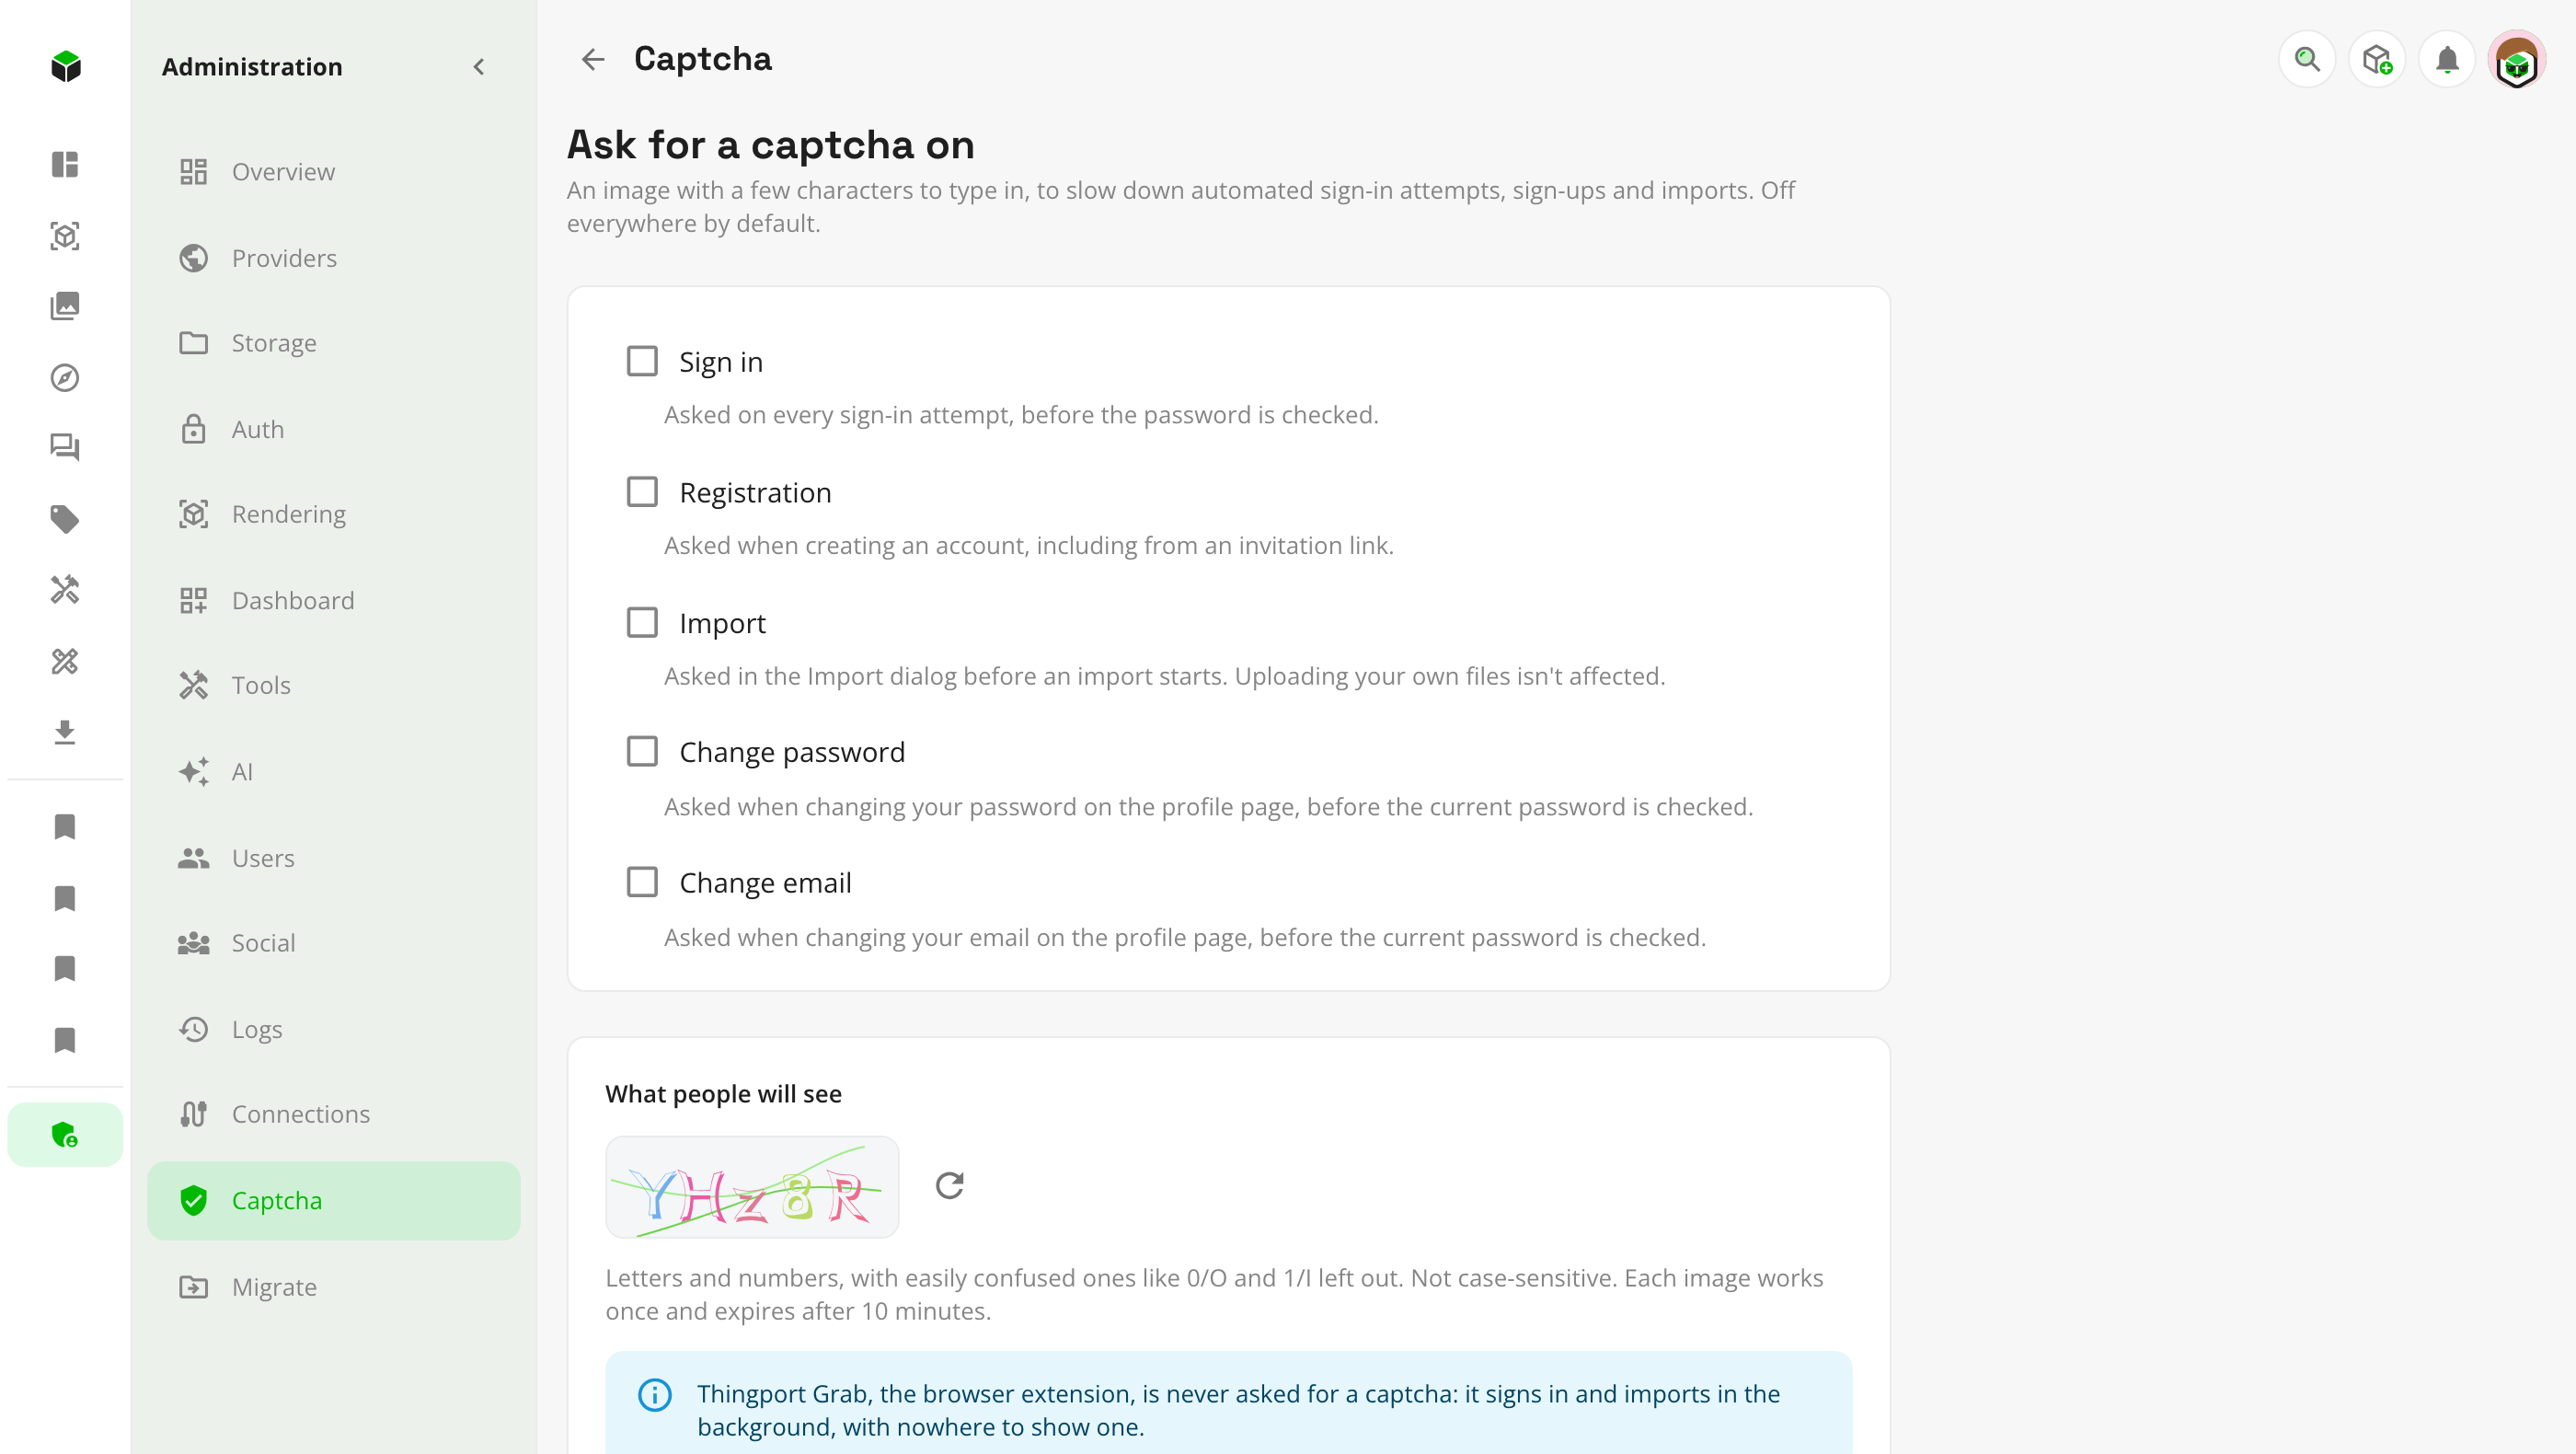 Administration
Overview
Providers
Storage
Auth
Rendering
Dashboard
Tools
AI
Users
Social
Logs
Connections
Captcha
Migrate
Captcha
Ask for a captcha on
An image with a few characters to type in, to slow down automated sign-in attempts, sign-ups and imports. Off
everywhere by default.
Sign in
Asked on every sign-in attempt, before the password is checked.
Registration
Asked when creating an account, including from an invitation link.
Import
Asked in the Import dialog before an import starts. Uploading your own files isn't affected.
Change password
Asked when changing your password on the profile page, before the current password is checked.
Change email
Asked when changing your email on the profile page, before the current password is checked.
What people will see
YHz8R
Letters and numbers, with easily confused ones like 0/O and 1/I left out. Not case-sensitive. Each image works
once and expires after 10 minutes.
Thingport Grab, the browser extension, is never asked for a captcha: it signs in and imports in the
background, with nowhere to show one.